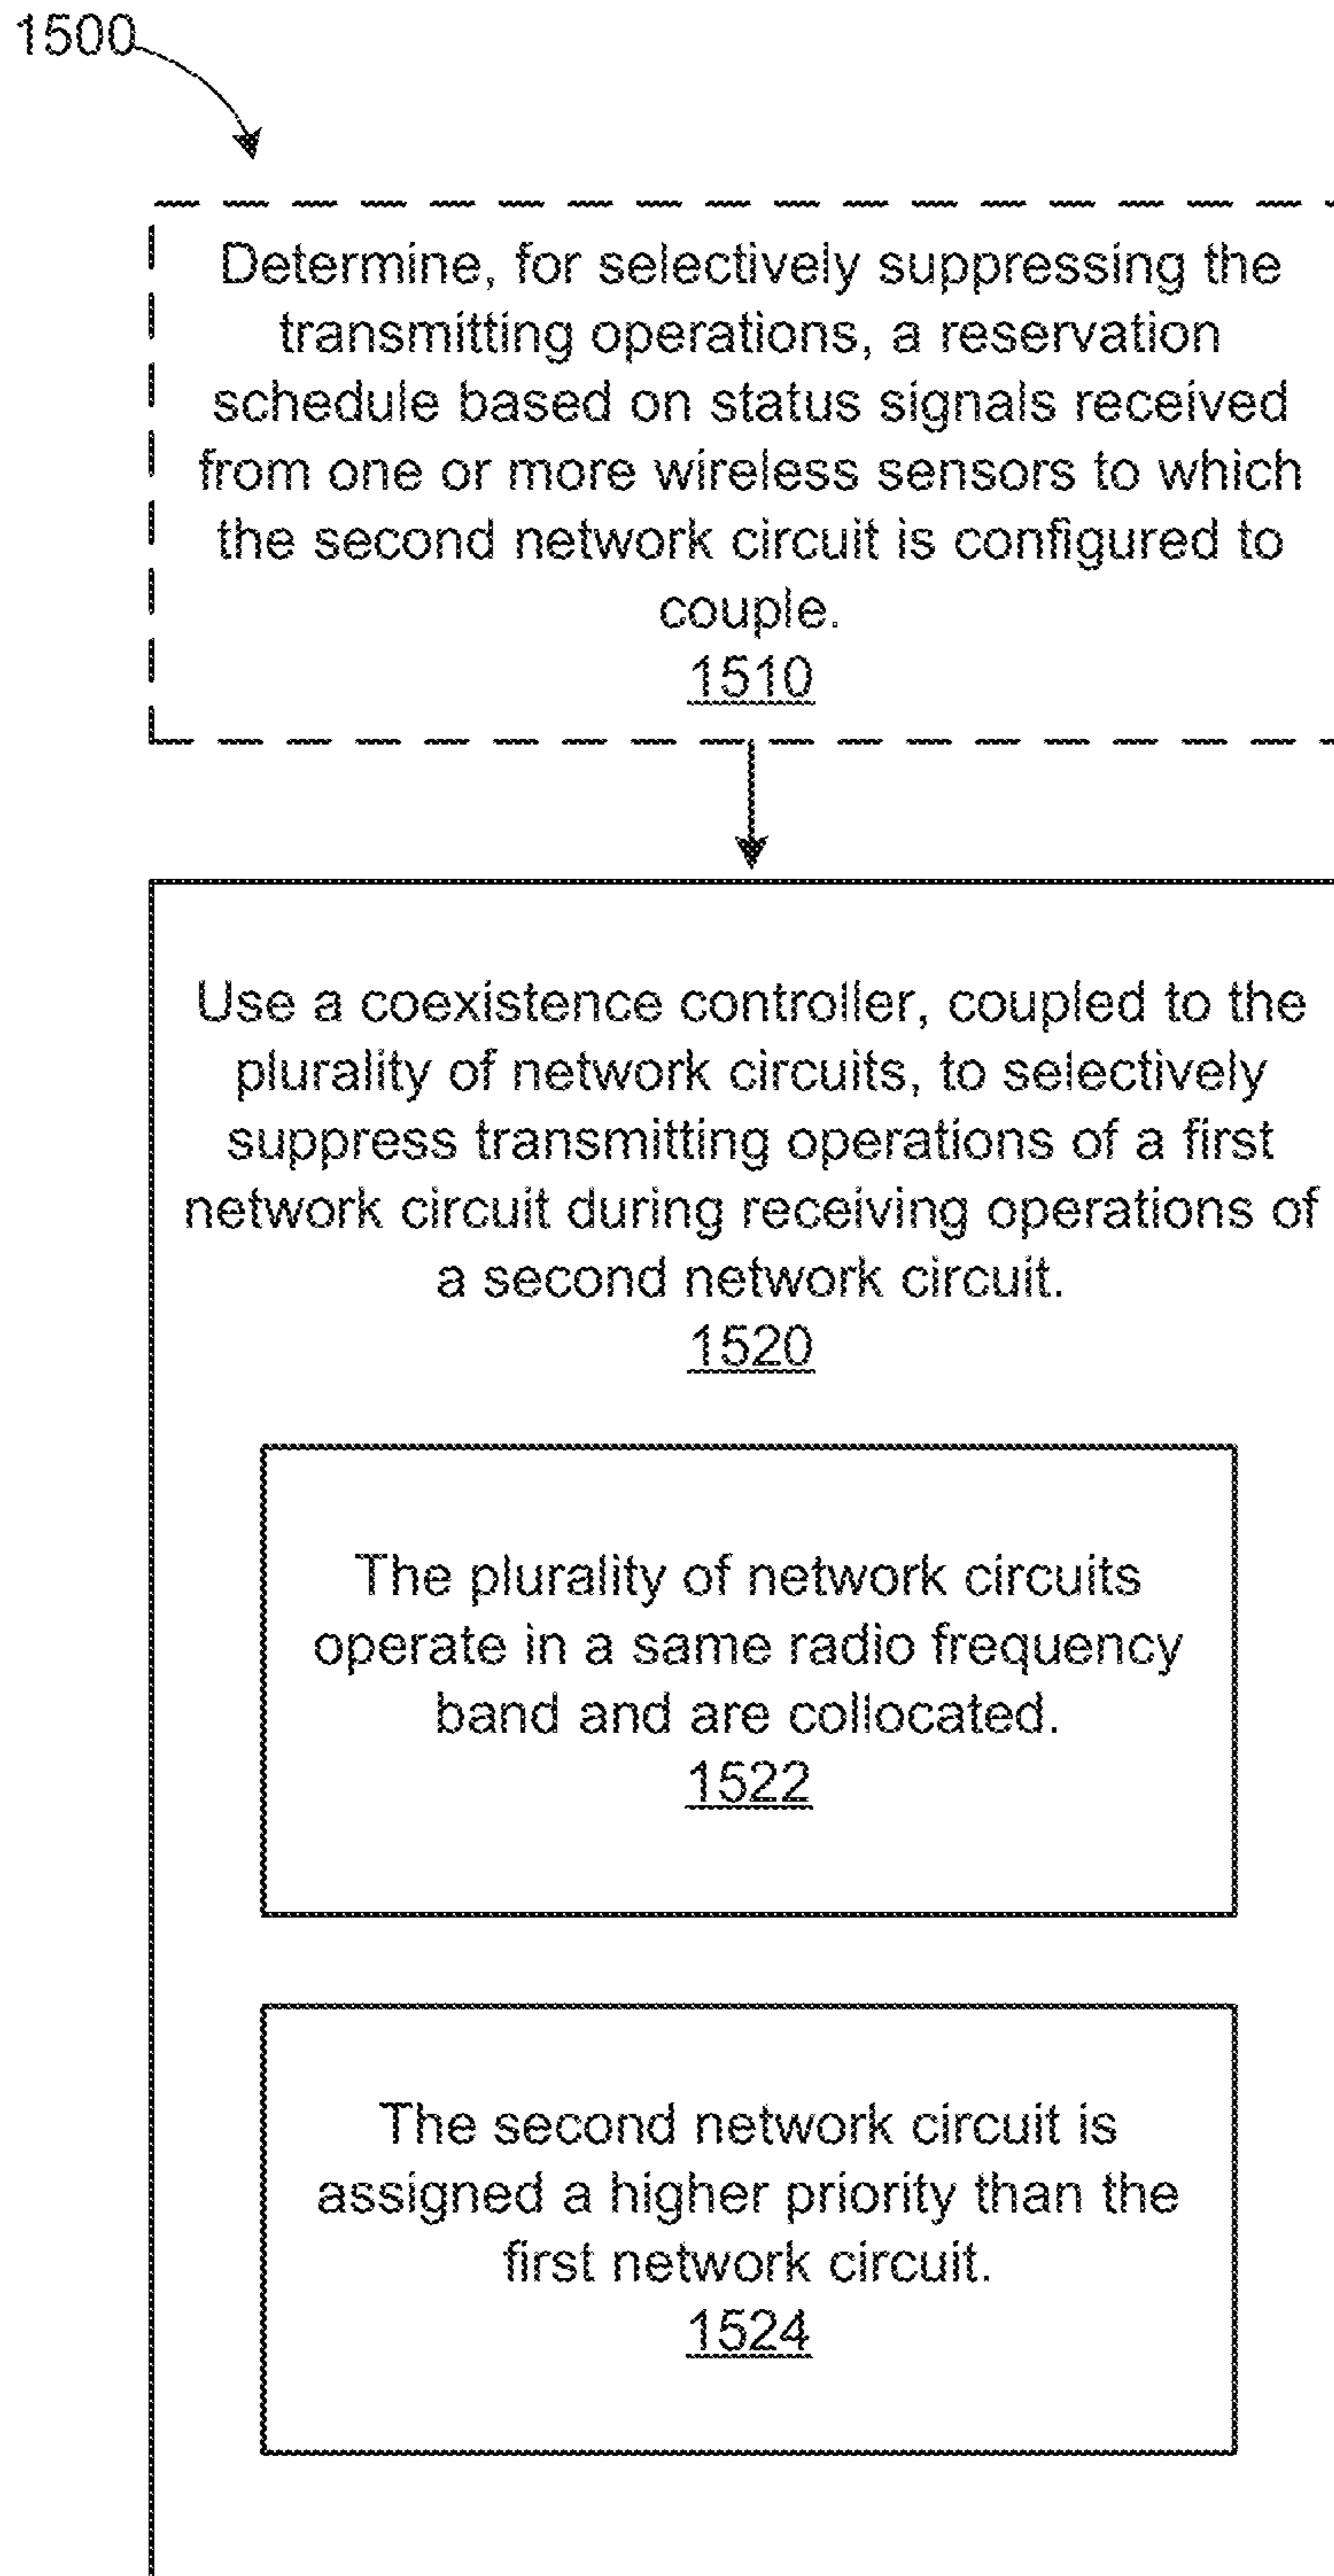 1500
Determine, for selectively suppressing the
transmitting operations, a reservation
schedule based on status signals received
from one or more wireless sensors to which
the second network circuit is configured to
couple.
1510
Use a coexistence controller, coupled to the
plurality of network circuits, to selectively
suppress transmitting operations of a first
network circuit during receiving operations of
a second network circuit.
1520
The plurality of network circuits
operate in a same radio frequency
band and are collocated.
1522
The second network circuit is
assigned a higher priority than the
first network circuit.
1524